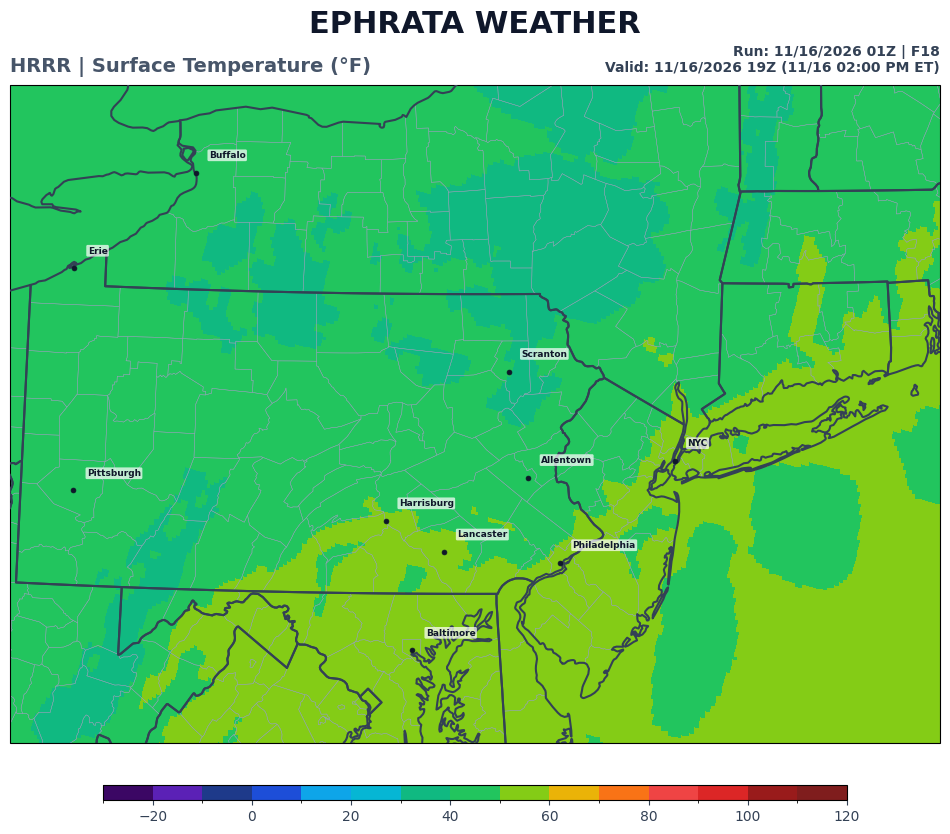 EPHRATA WEATHER
HRRR | Surface Temperature (°F)
Run: 11/16/2026 01Z | F18
Valid: 11/16/2026 19Z (11/16 02:00 PM ET)
Buffalo
Erie
Scranton
NYC
Allentown
Pittsburgh
Harrisburg
Lancaster
Philadelphia
Baltimore
−20 0 20 40 60 80 100 120